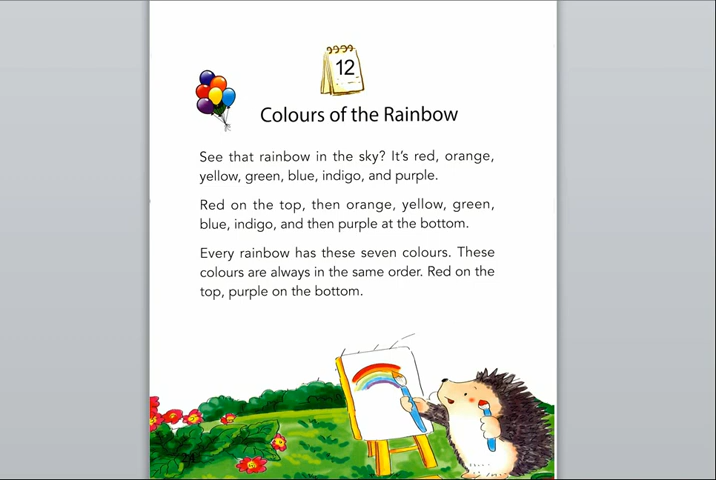 12
Colours of the Rainbow
See that rainbow in the sky? It's red, orange,
yellow, green, blue, indigo, and purple.
Red on the top, then orange, yellow, green,
blue, indigo, and then purple at the bottom.
Every rainbow has these seven colours. These
colours are always in the same order. Red on the
top, purple on the bottom.
24